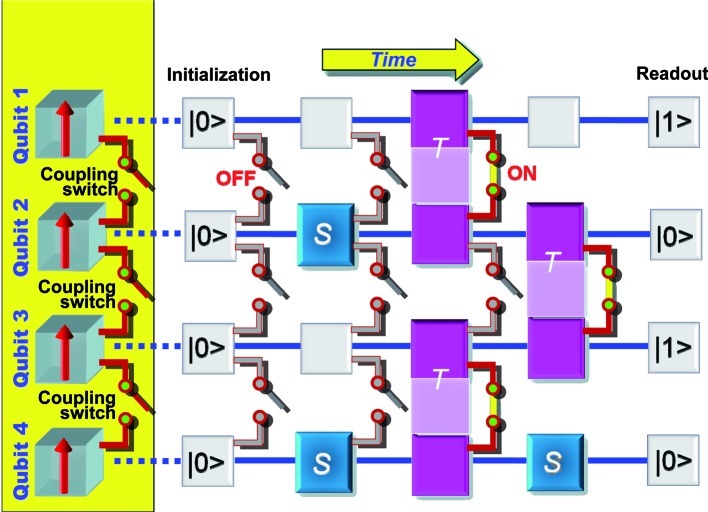 Time
Initialization
Readout
Qubit 1
|0>
T
|1>
Coupling
switch
OFF
ON
Qubit 2
|0>
S
T
|0>
Coupling
switch
Qubit 3
|0>
T
|1>
Coupling
switch
Qubit 4
|0>
S
S
|0>